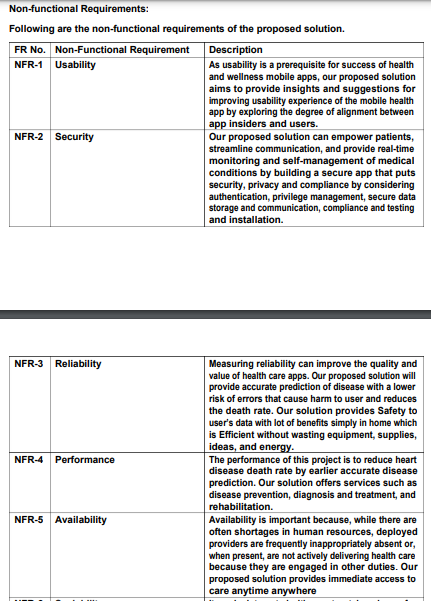 Non-functional Requirements:
Following are the non-functional requirements of the proposed solution.
FR No. Non-Functional Requirement Description
NFR-1 Usability As usability is a prerequisite for success of health
and wellness mobile apps, our proposed solution
aims to provide insights and suggestions for
improving usability experience of the mobile health
app by exploring the degree of alignment between
app insiders and users.
NFR-2 Security Our proposed solution can empower patients,
streamline communication, and provide real-time
monitoring and self-management of medical
conditions by building a secure app that puts
security, privacy and compliance by considering
authentication, privilege management, secure data
storage and communication, compliance and testing
and installation.
NFR-3 Reliability Measuring reliability can improve the quality and
value of health care apps. Our proposed solution will
provide accurate prediction of disease with a lower
risk of errors that cause harm to user and reduces
the death rate. Our solution provides Safety to
user's data with lot of benefits simply in home which
is Efficient without wasting equipment, supplies,
ideas, and energy.
NFR-4 Performance The performance of this project is to reduce heart
disease death rate by earlier accurate disease
prediction. Our solution offers services such as
disease prevention, diagnosis and treatment, and
rehabilitation.
NFR-5 Availability Availability is important because, while there are
often shortages in human resources, deployed
providers are frequently inappropriately absent or,
when present, are not actively delivering health care
because they are engaged in other duties. Our
proposed solution provides immediate access to
care anytime anywhere